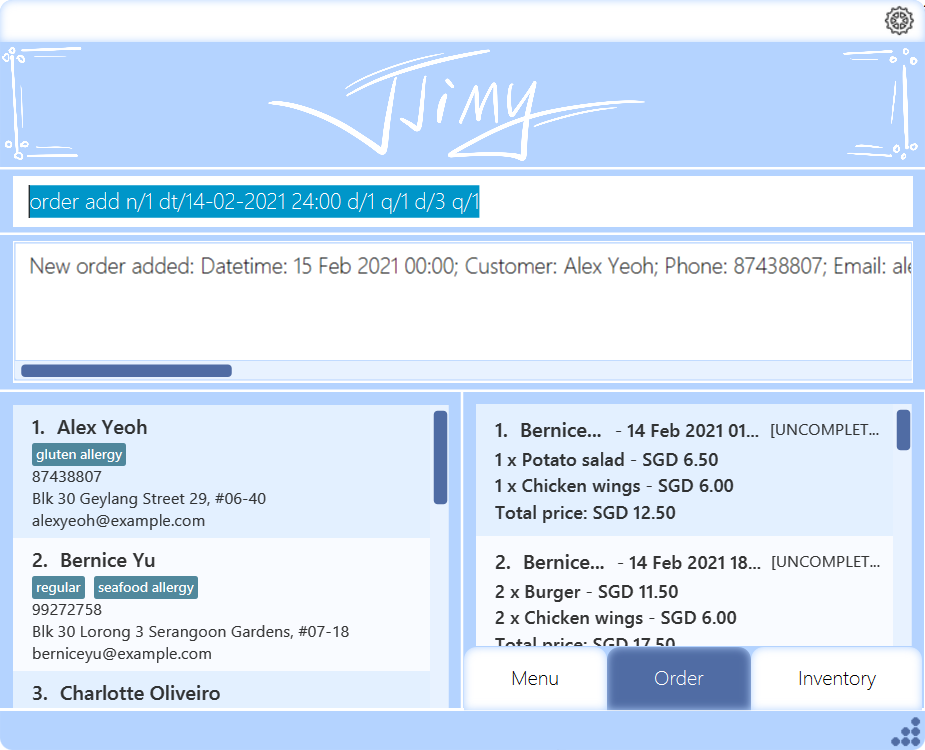 JJIMY
order add n/1 dt/14-02-2021 24:00 d/1 q/1 d/3 q/1
New order added: Datetime: 15 Feb 2021 00:00; Customer: Alex Yeoh; Phone: 87438807; Email: ale
1. Alex Yeoh
gluten allergy
87438807
Blk 30 Geylang Street 29, #06-40
alexyeoh@example.com
2. Bernice Yu
regular seafood allergy
99272758
Blk 30 Lorong 3 Serangoon Gardens, #07-18
berniceyu@example.com
3. Charlotte Oliveiro
1. Bernice... - 14 Feb 2021 01... [UNCOMPLET...
1 x Potato salad - SGD 6.50
1 x Chicken wings - SGD 6.00
Total price: SGD 12.50
2. Bernice... - 14 Feb 2021 18... [UNCOMPLET...
2 x Burger - SGD 11.50
2 x Chicken wings - SGD 6.00
Total price: SGD 17.50
Menu Order Inventory